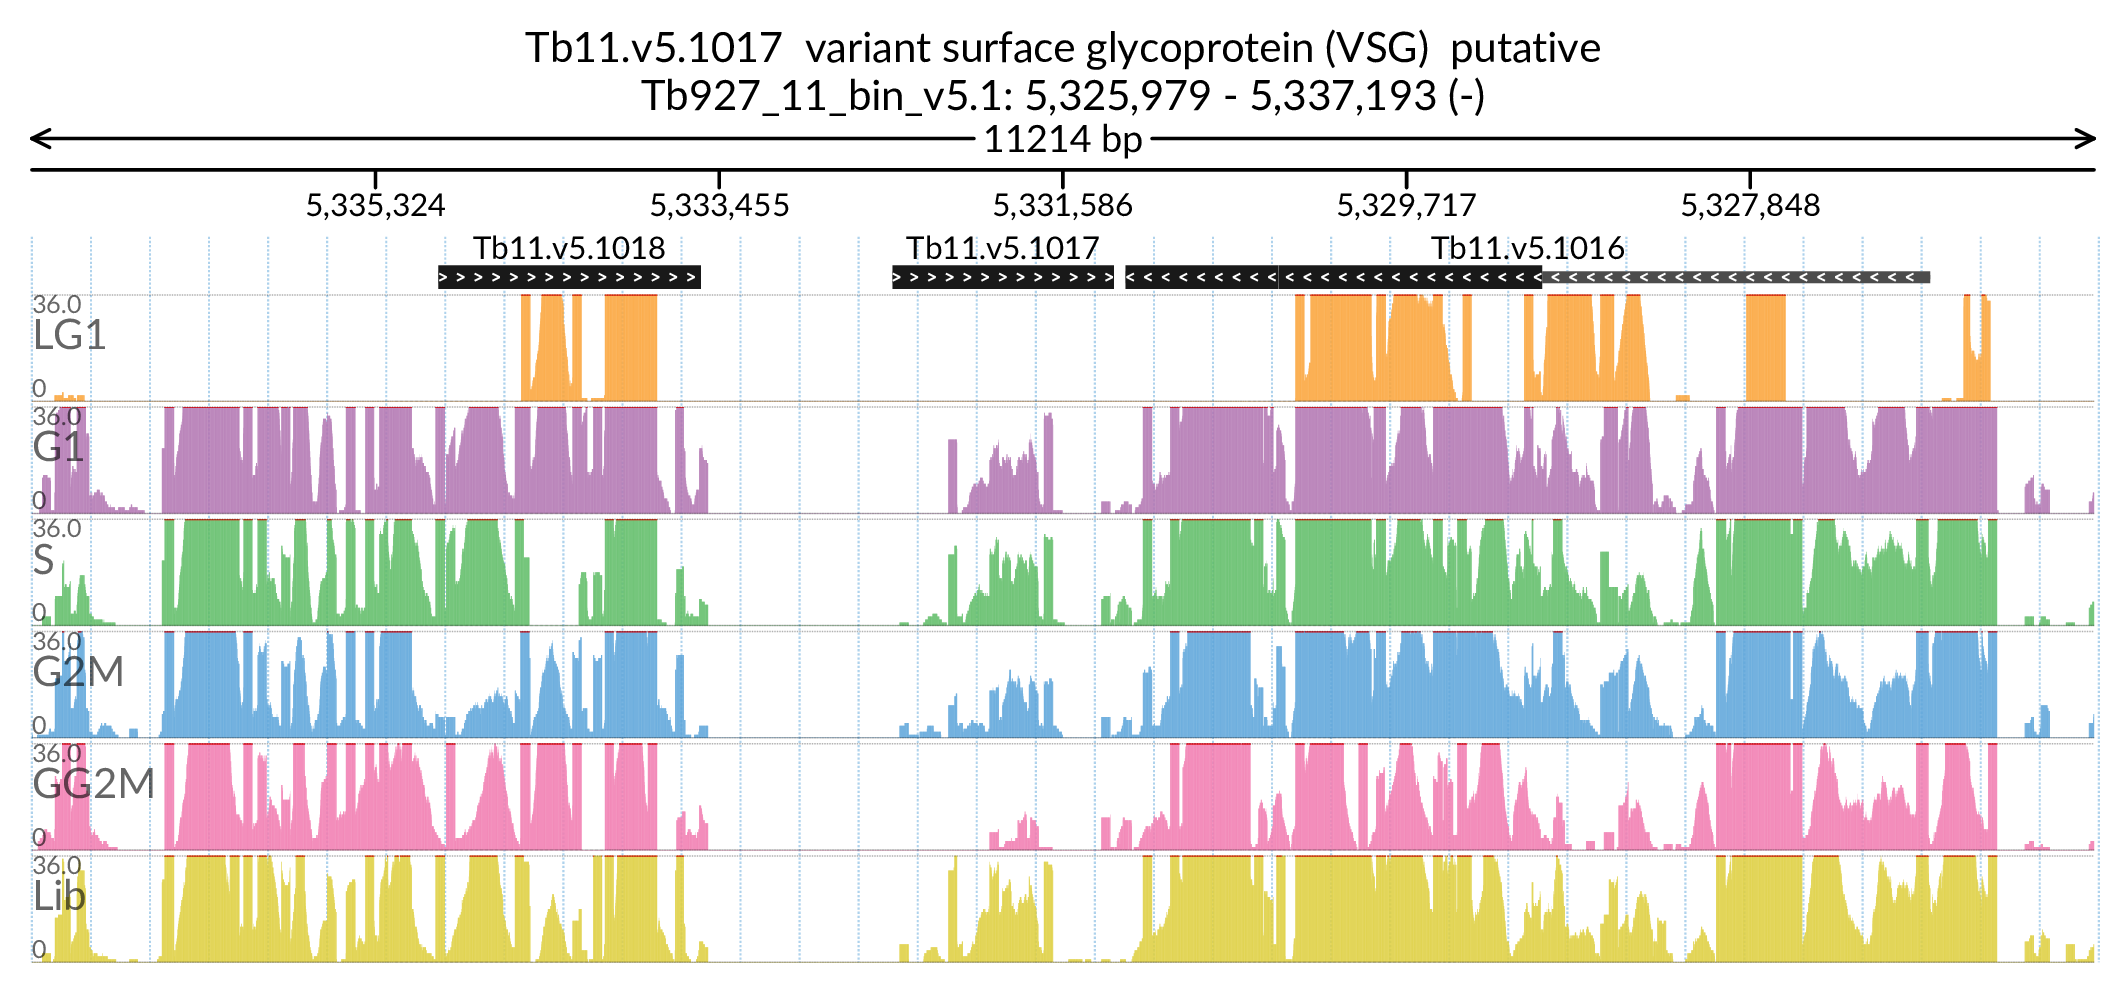 Tb11.v5.1017 variant surface glycoprotein (VSG) putative
Tb927_11_bin_v5.1: 5,325,979 - 5,337,193 (-)
11214 bp
5,335,324 5,333,455 5,331,586 5,329,717 5,327,848
Tb11.v5.1018 Tb11.v5.1017 Tb11.v5.1016
36.0
LG1
0
36.0
G1
0
36.0
S
0
36.0
G2M
0
36.0
GG2M
0
36.0
Lib
0